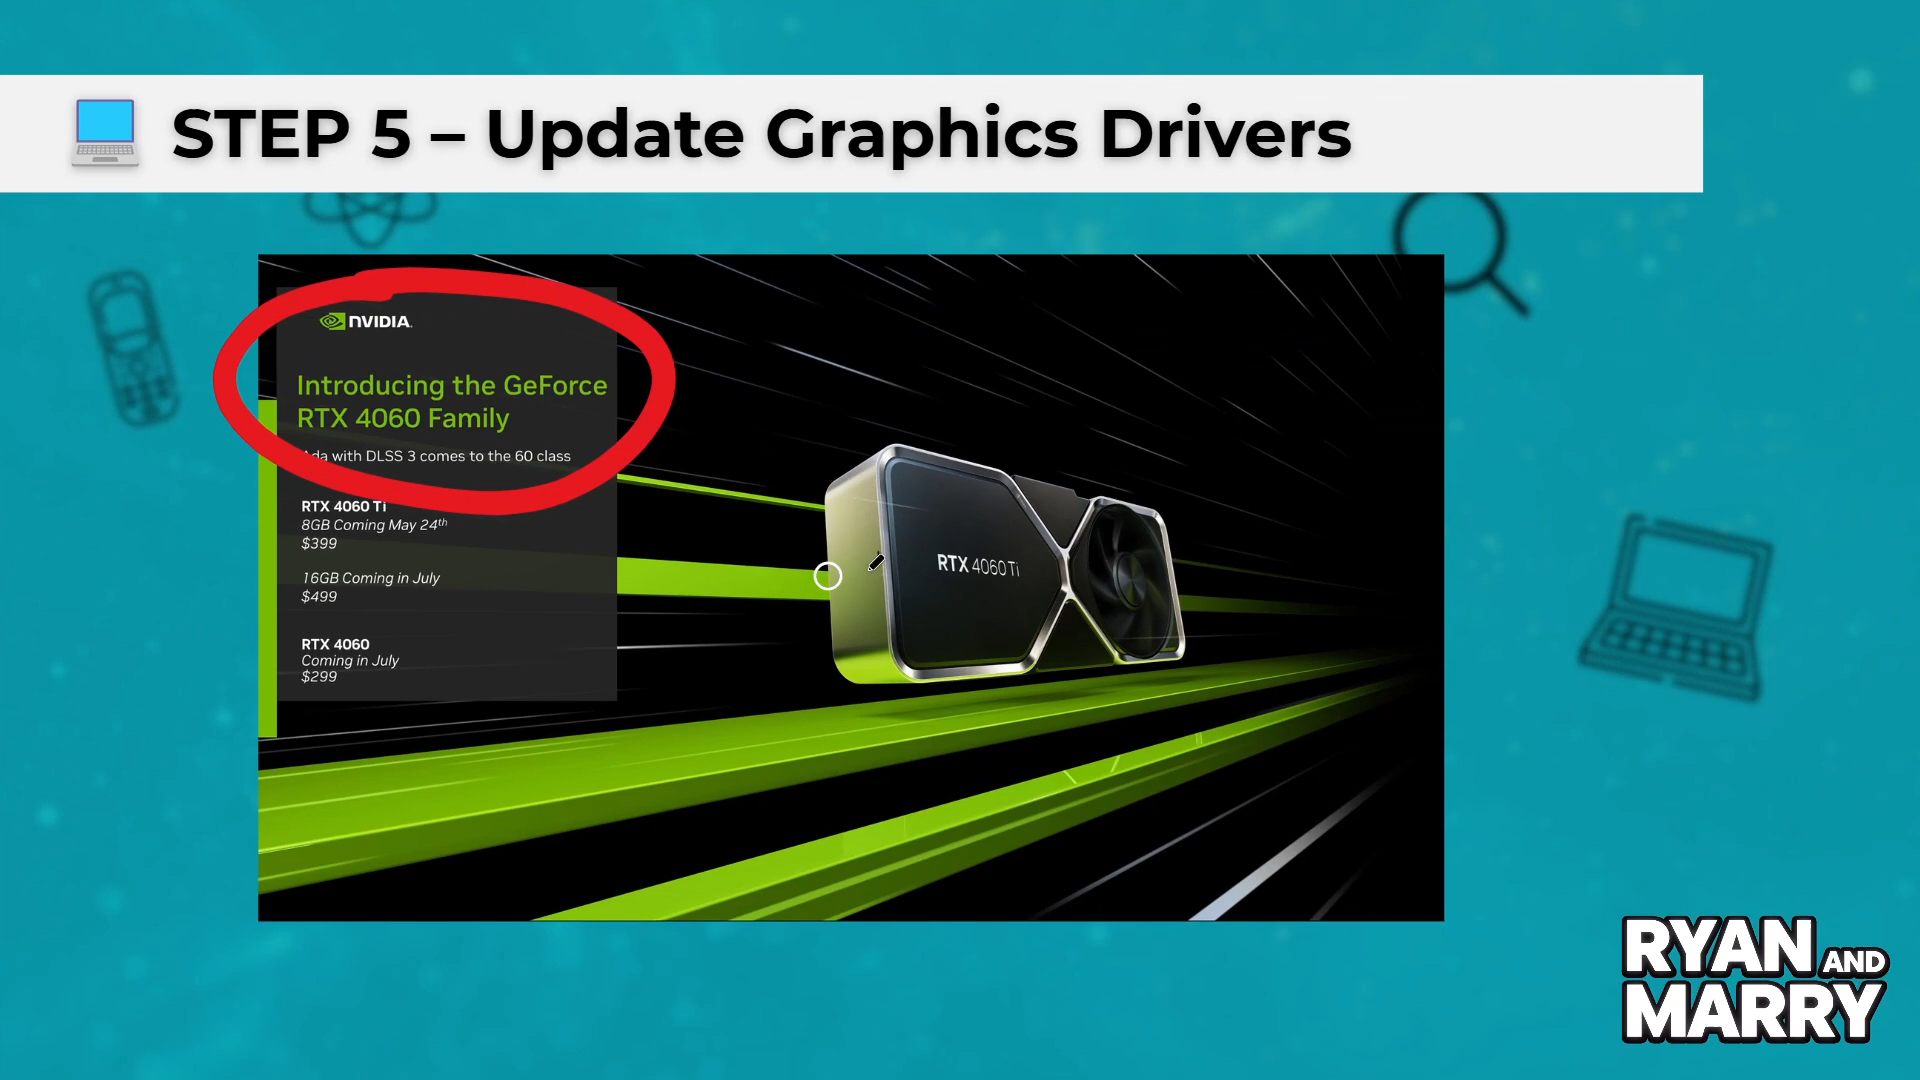 STEP 5 – Update Graphics Drivers
NVIDIA.
Introducing the GeForce
RTX 4060 Family
Ada with DLSS 3 comes to the 60 class
RTX 4060 Ti
8GB Coming May 24th
$399
16GB Coming in July
$499
RTX 4060
Coming in July
$299
RTX 4060 Ti
RYAN AND
MARRY